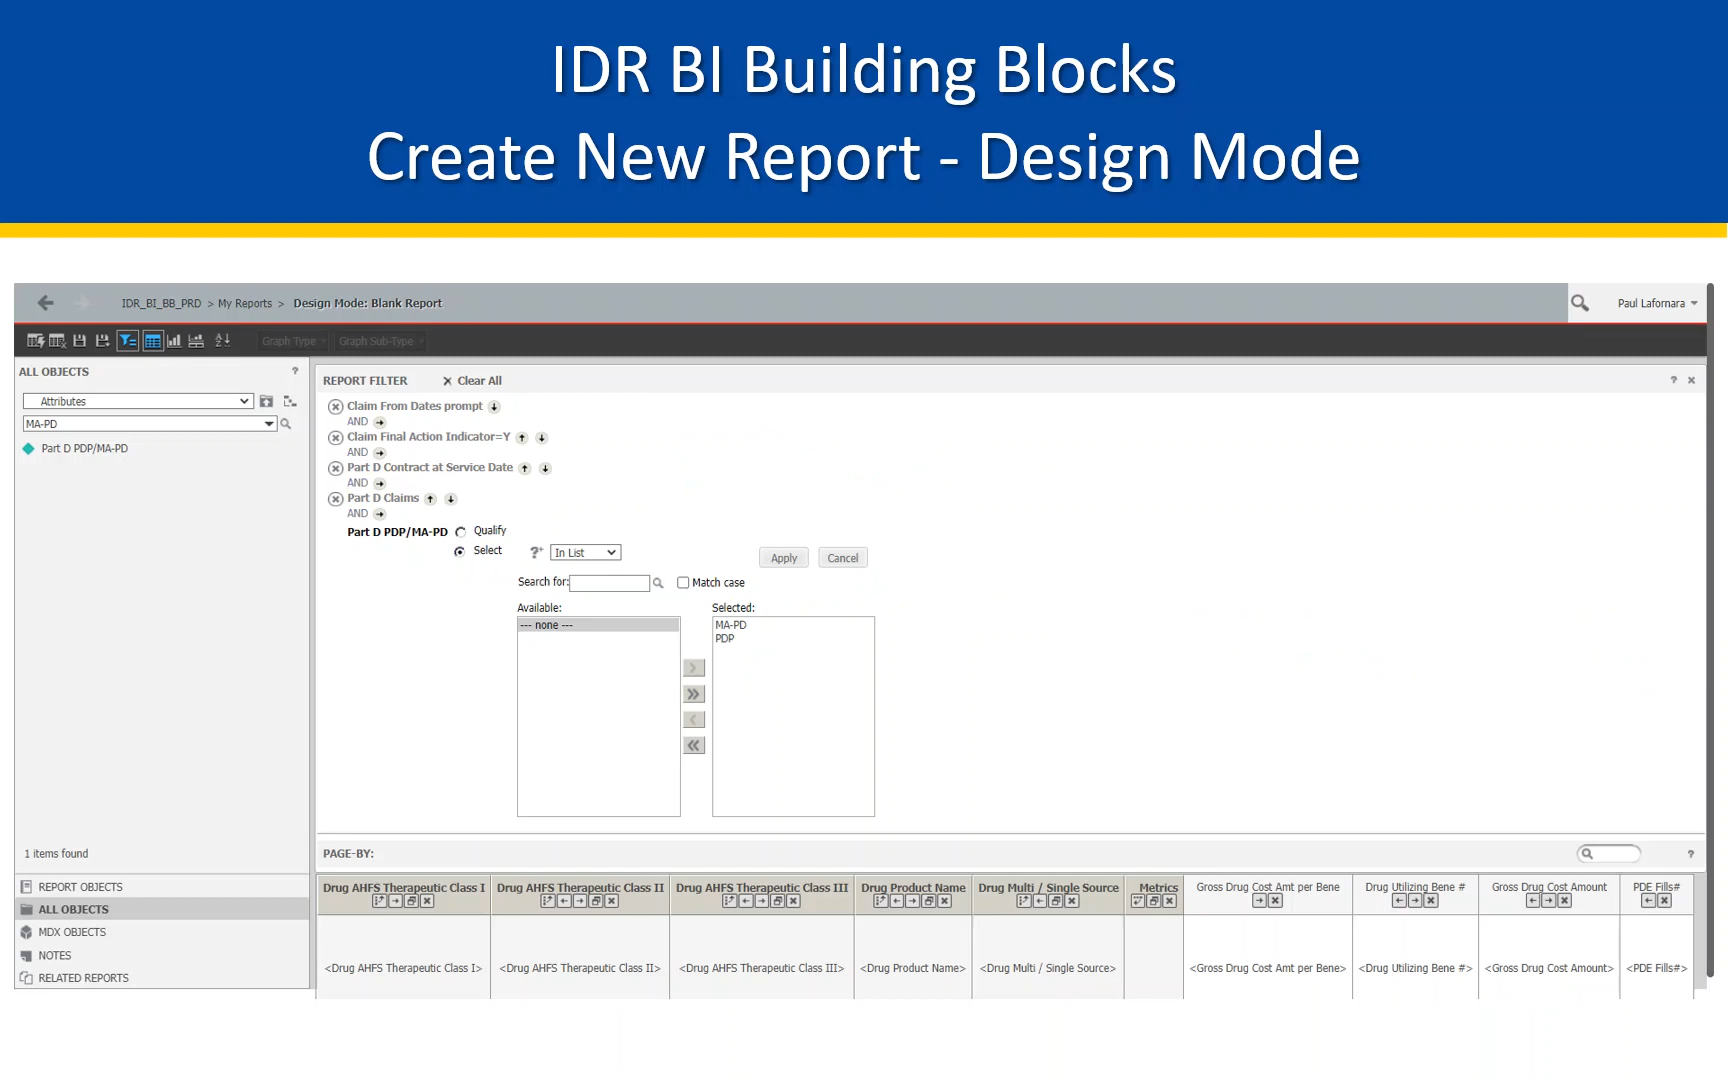 IDR BI Building Blocks
Create New Report - Design Mode
IDR_BI_BB_PRD > My Reports > Design Mode: Blank Report
Paul Lafornara
Graph Type
Graph Sub-Type
ALL OBJECTS
?
Attributes
MA-PD
Part D PDP/MA-PD
1 items found
REPORT OBJECTS
ALL OBJECTS
MDX OBJECTS
NOTES
RELATED REPORTS
REPORT FILTER
Clear All
?
Claim From Dates prompt
AND
Claim Final Action Indicator=Y
AND
Part D Contract at Service Date
AND
Part D Claims
AND
Part D PDP/MA-PD
Qualify
Select
In List
Apply
Cancel
Search for:
Match case
Available:
Selected:
--- none ---
MA-PD
PDP
PAGE-BY:
?
Drug AHFS Therapeutic Class I
Drug AHFS Therapeutic Class II
Drug AHFS Therapeutic Class III
Drug Product Name
Drug Multi / Single Source
Metrics
Gross Drug Cost Amt per Bene
Drug Utilizing Bene #
Gross Drug Cost Amount
PDE Fills#
<Drug AHFS Therapeutic Class I>
<Drug AHFS Therapeutic Class II>
<Drug AHFS Therapeutic Class III>
<Drug Product Name>
<Drug Multi / Single Source>
<Gross Drug Cost Amt per Bene>
<Drug Utilizing Bene #>
<Gross Drug Cost Amount>
<PDE Fills#>